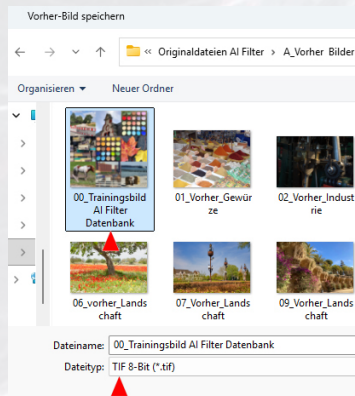 Vorher-Bild speichern
« Originaldateien AI Filter › A_Vorher Bilder
Organisieren Neuer Ordner
00_Trainingsbild
AI Filter
Datenbank
01_Vorher_Gewür
ze
02_Vorher_Indust
rie
06_vorher_Lands
chaft
07_Vorher_Lands
chaft
09_Vorher_Lands
chaft
Dateiname: 00_Trainingsbild AI Filter Datenbank
Dateityp: TIF 8-Bit (*.tif)